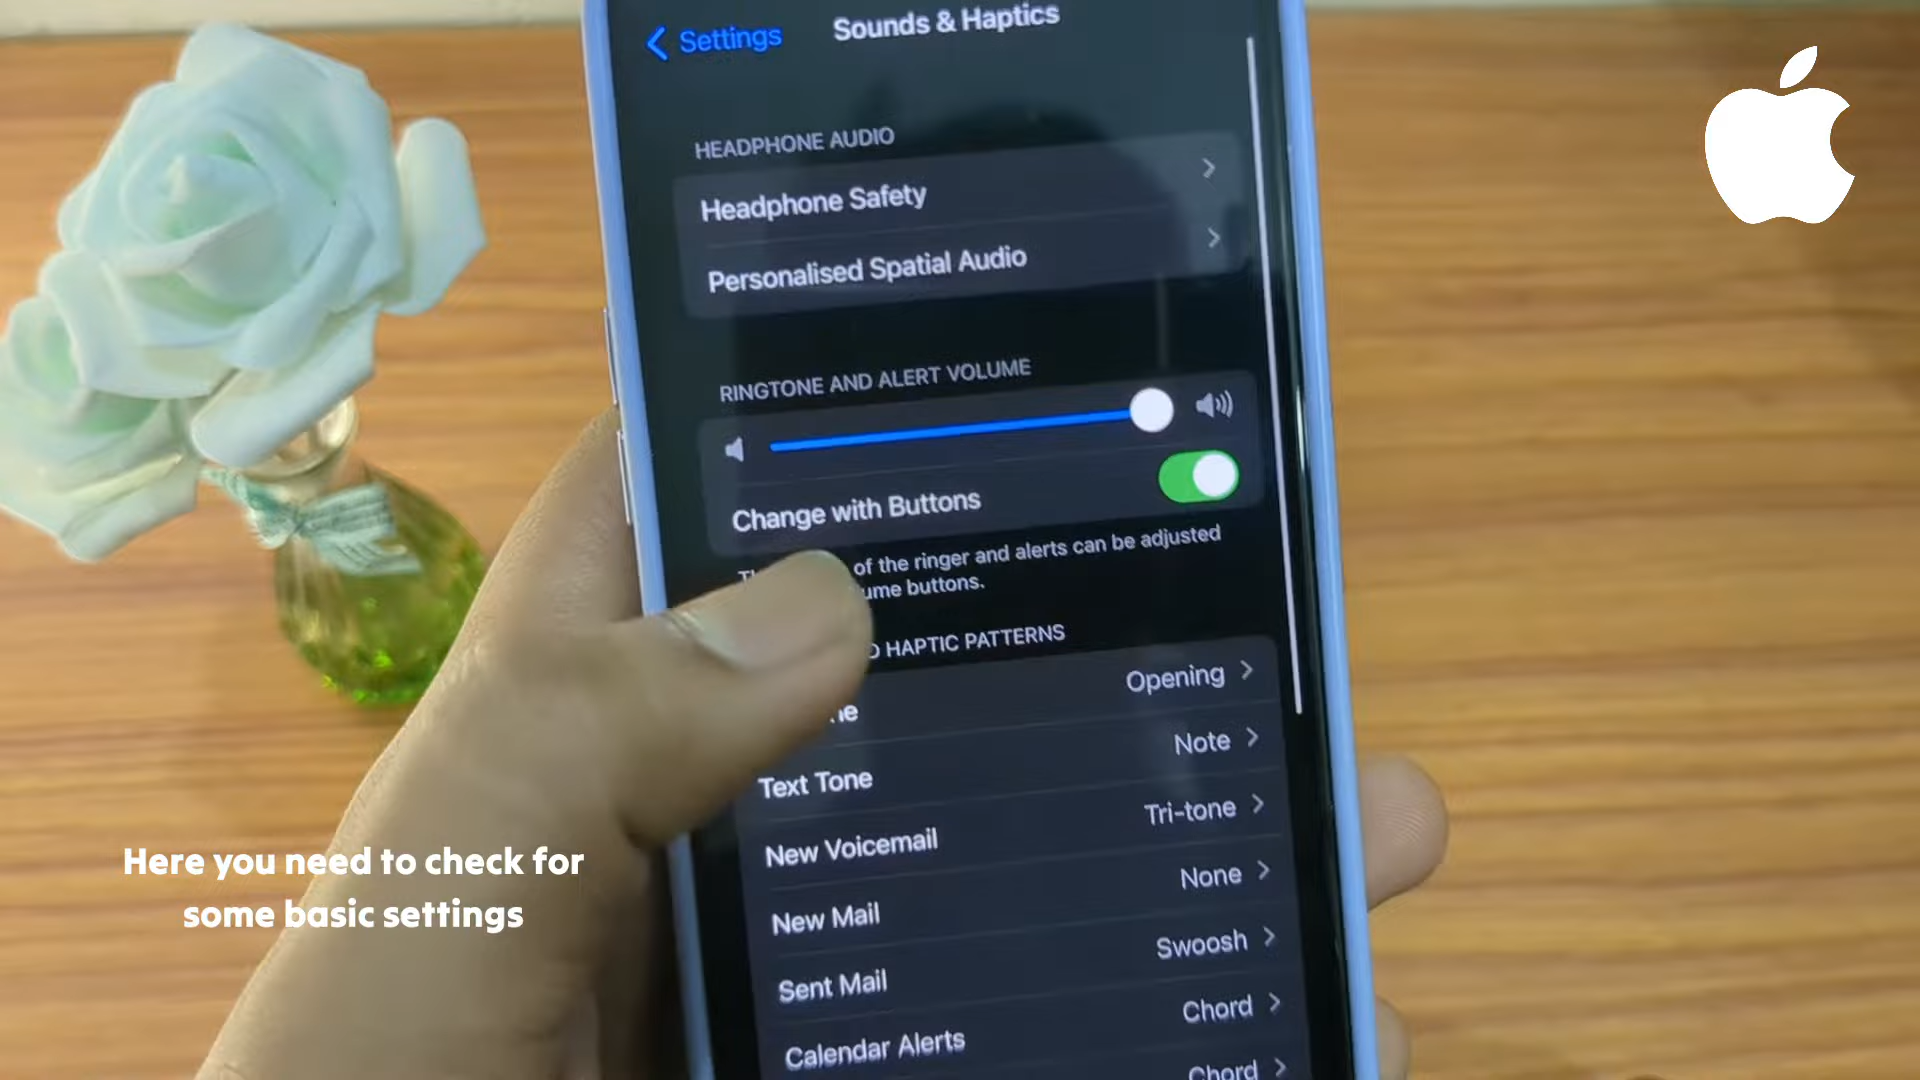 Settings
Sounds & Haptics
HEADPHONE AUDIO
Headphone Safety
Personalised Spatial Audio
RINGTONE AND ALERT VOLUME
Change with Buttons
of the ringer and alerts can be adjusted
buttons.
HAPTIC PATTERNS
Opening
Text Tone Note
New Voicemail Tri-tone
New Mail None
Sent Mail Swoosh
Calendar Alerts Chord
Chord
Here you need to check for
some basic settings